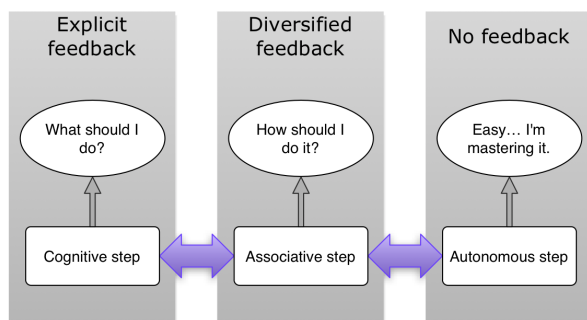 Explicit
feedback
Diversified
feedback
No feedback
What should I
do?
How should I
do it?
Easy... I'm
mastering it.
Cognitive step
Associative step
Autonomous step